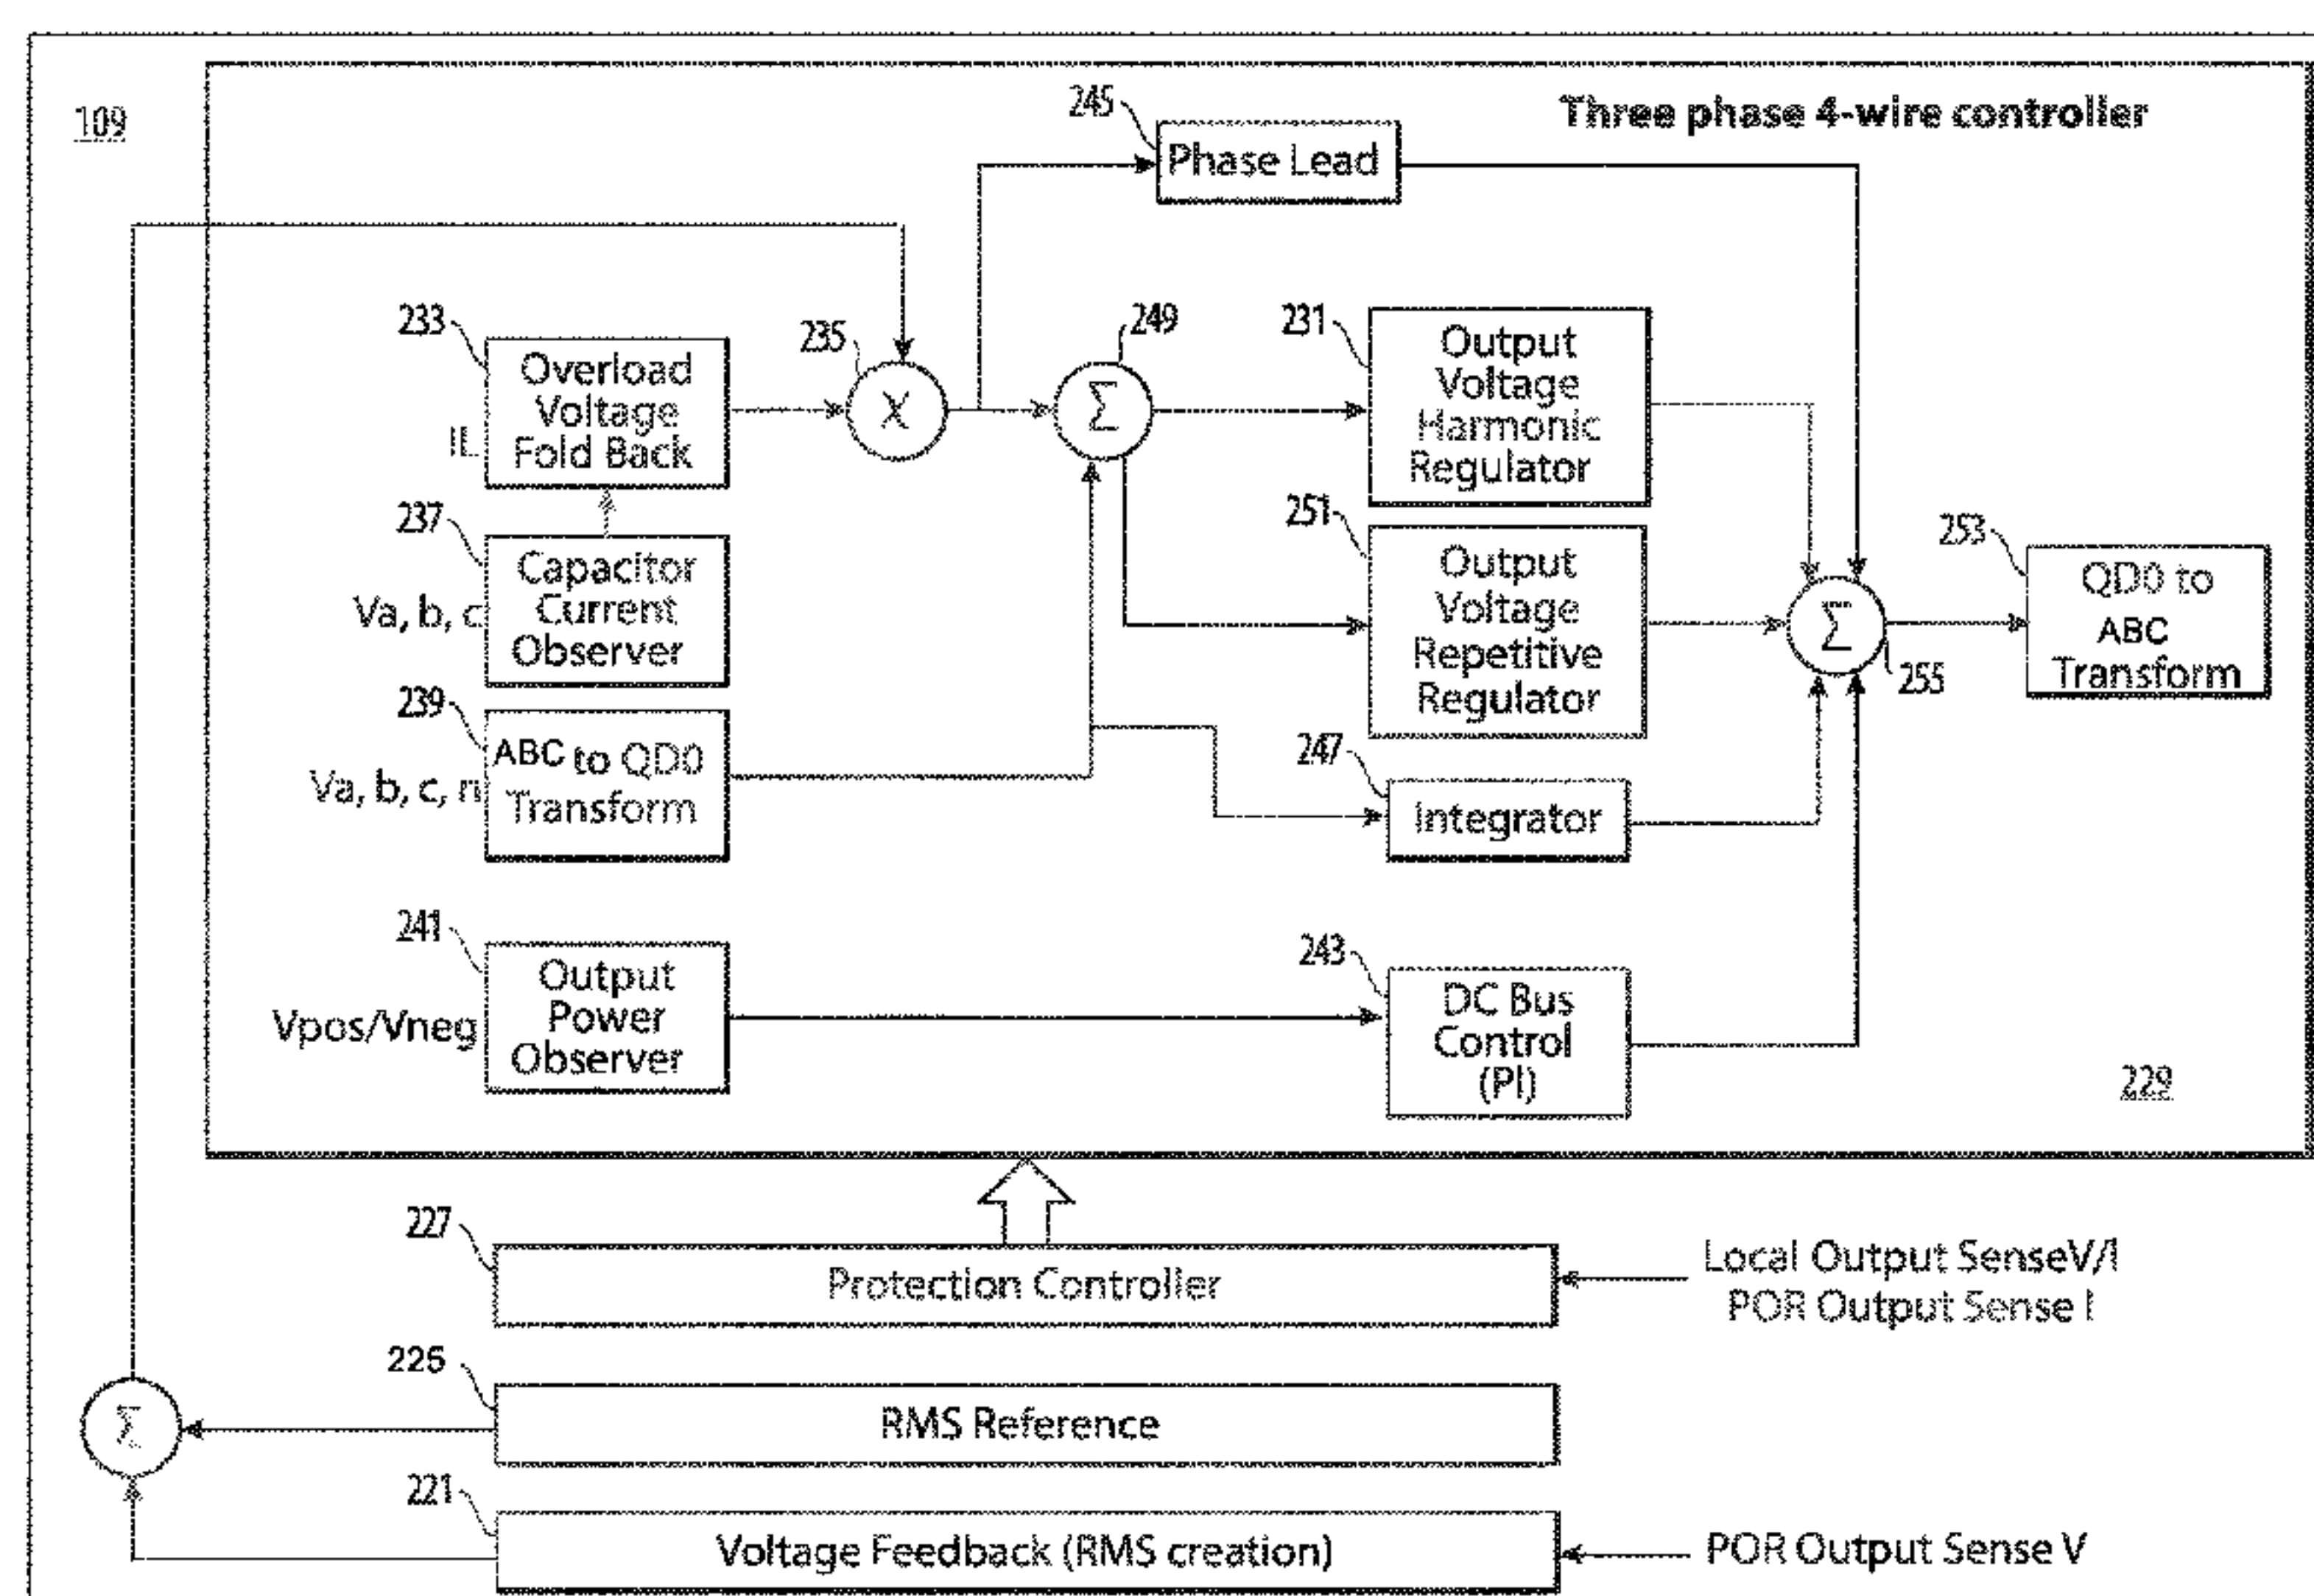 109
245
Three phase 4-wire controller
Phase Lead
233
Overload
Voltage
Fold Back
IL
235
X
249
Σ
231
Output
Voltage
Harmonic
Regulator
237
Capacitor
Current
Observer
Va, b, c
251
Output
Voltage
Repetitive
Regulator
253
QD0 to
ABC
Transform
Σ
255
239
ABC to QD0
Transform
Va, b, c, n
247
Integrator
241
Output
Power
Observer
Vpos/Vneg
243
DC Bus
Control
(PI)
229
227
Protection Controller
Local Output SenseV/I
POR Output Sense I
225
RMS Reference
Σ
221
Voltage Feedback (RMS creation)
POR Output Sense V